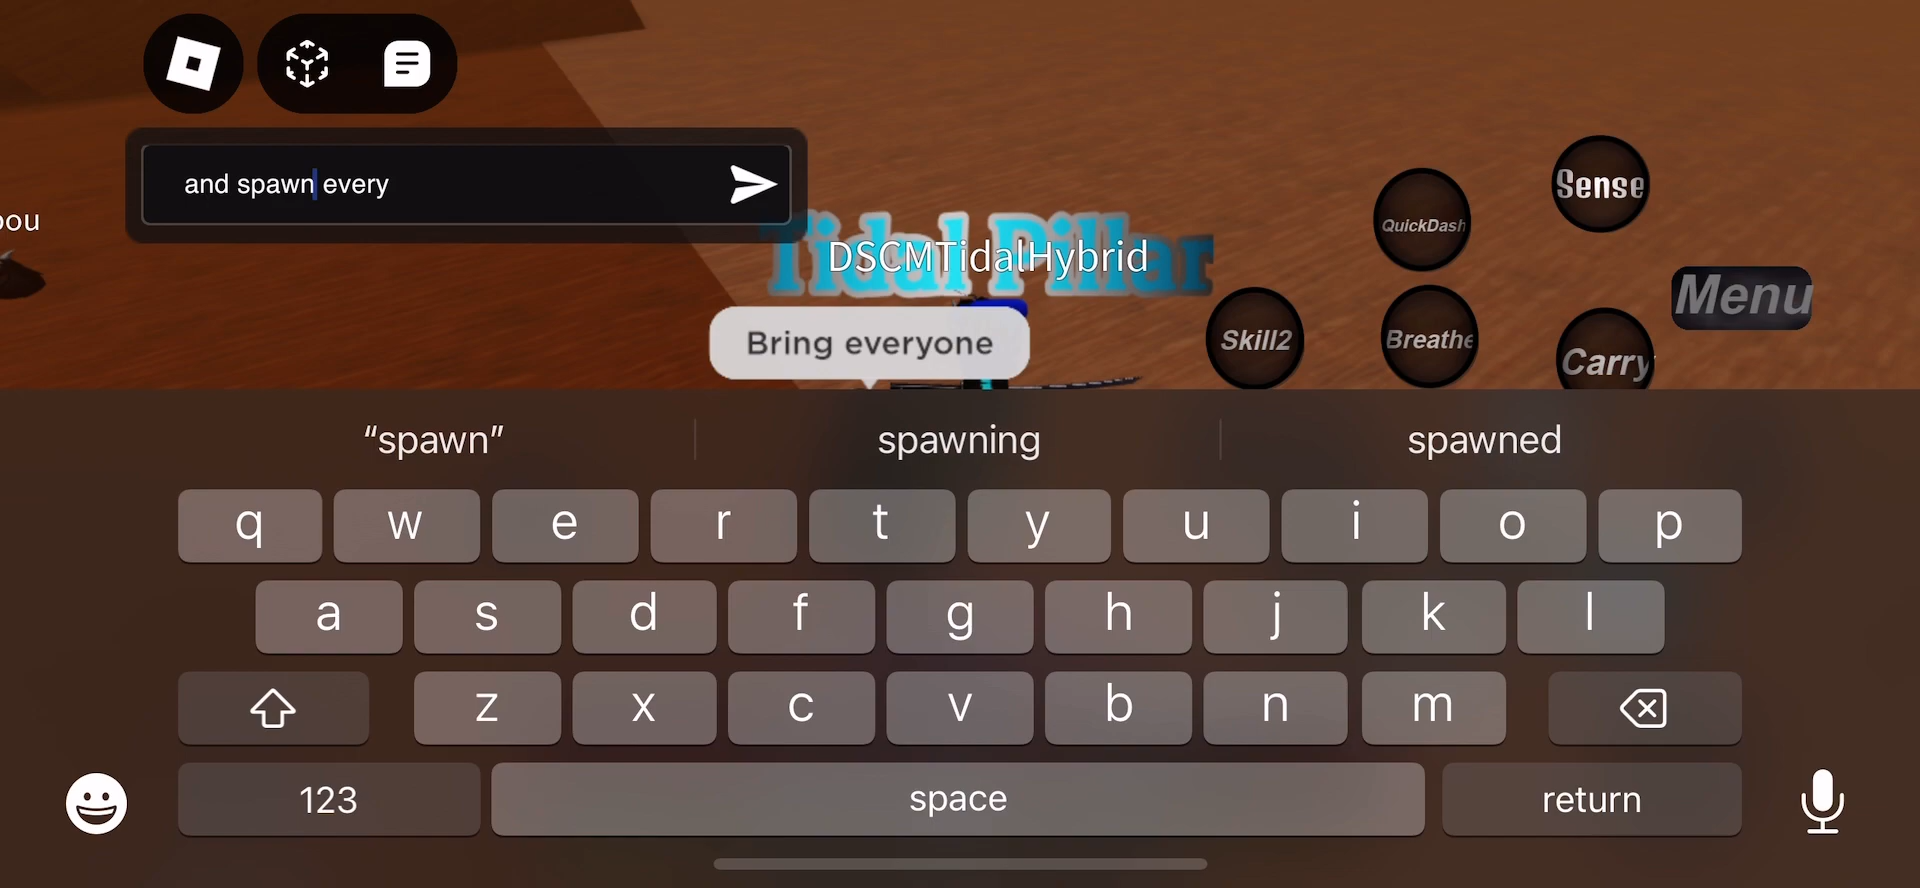 and spawn every
ou
Sense
QuickDash
Tidal Pillar
DSCMTidalHybrid
Menu
Bring everyone
Skill2
Breathe
Carry
“spawn”
spawning
spawned
q w e r t y u i o p
a s d f g h j k l
z x c v b n m
123
space
return